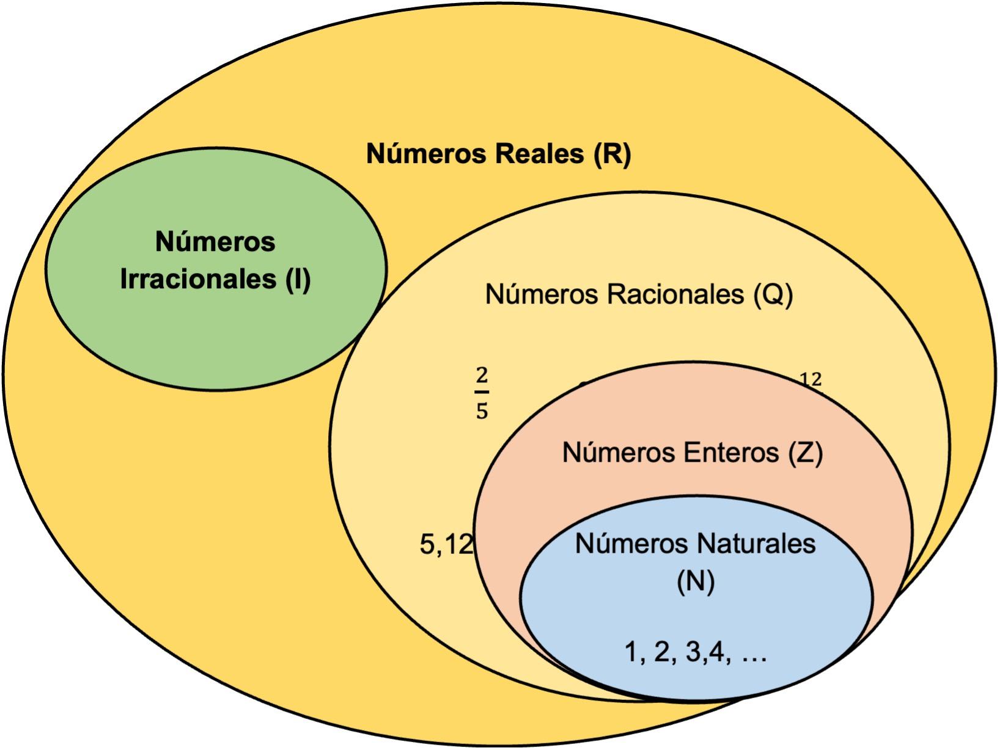 Números Reales (R)
Números
Irracionales (I)
Números Racionales (Q)
2
5
12
Números Enteros (Z)
5,12
Números Naturales
(N)
1, 2, 3,4, …